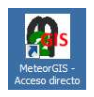 GIS
MeteorGIS -
Acceso directo